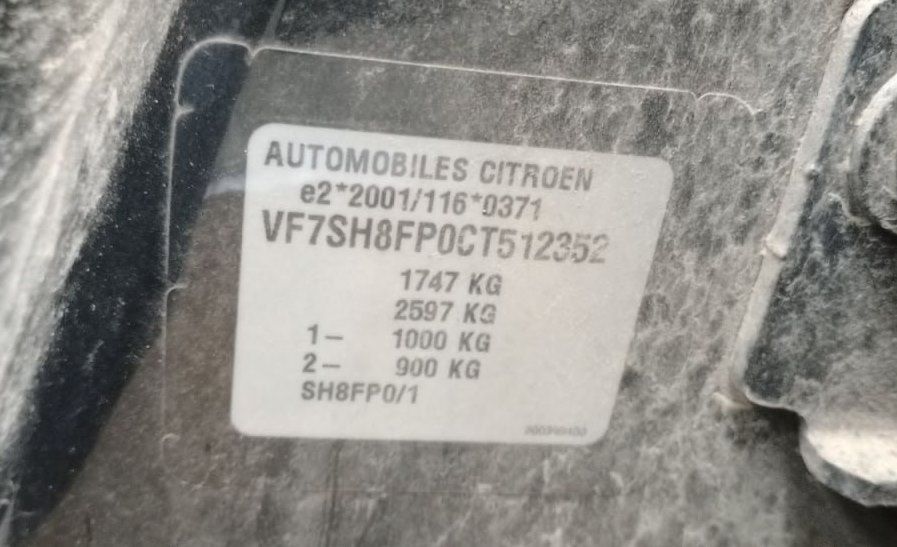 AUTOMOBILES CITROEN
e2*2001/116*0371
VF7SH8FP0CT512352
1747 KG
2597 KG
1- 1000 KG
2- 900 KG
SH8FP0/1